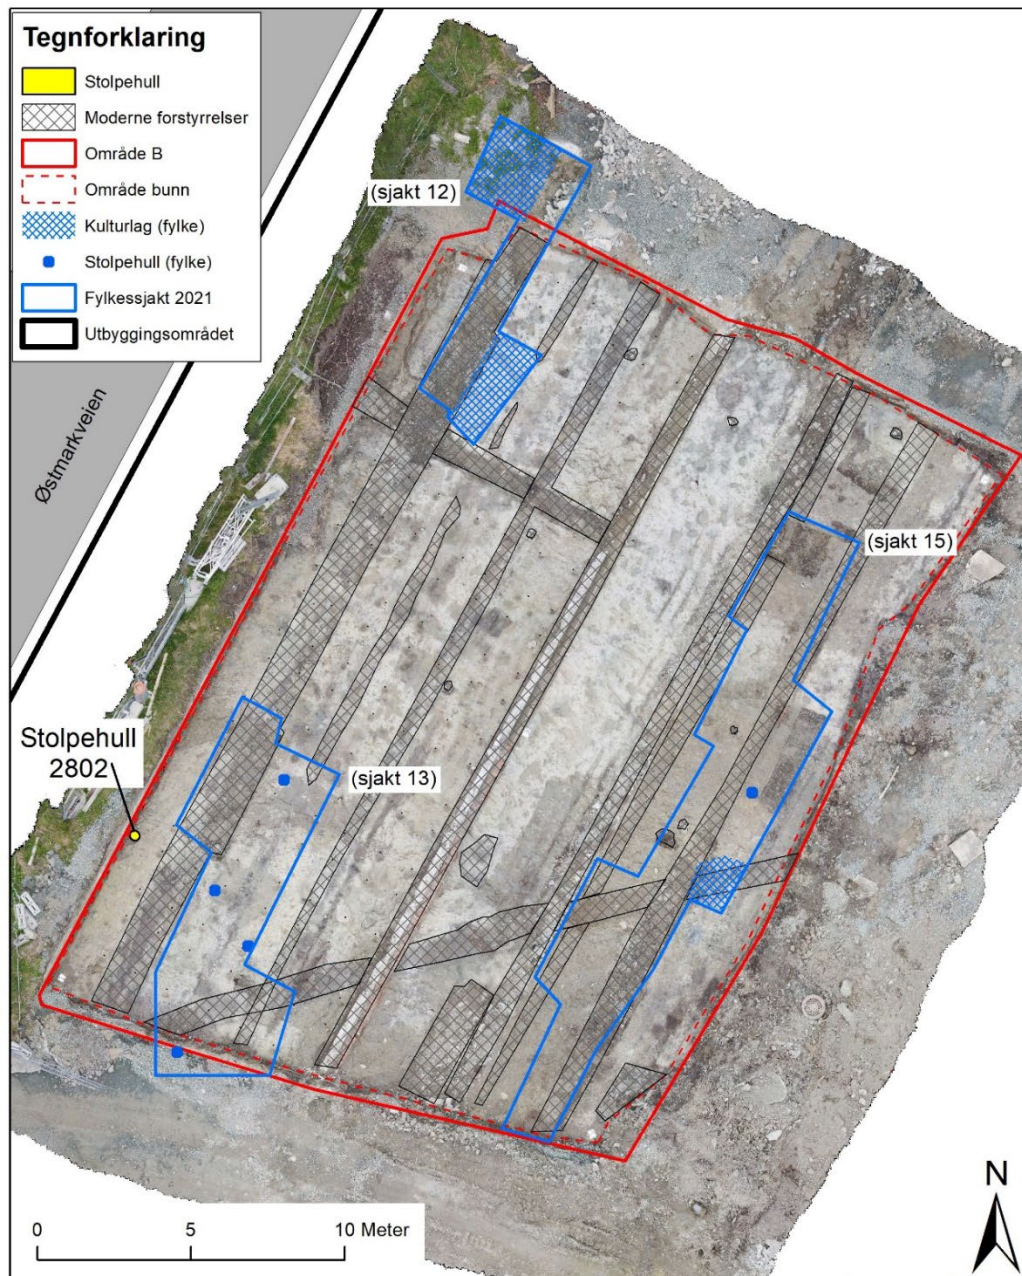 Tegnforklaring
Stolpehull
Moderne forstyrrelser
Område B
Område bunn
Kulturlag (fylke)
Stolpehull (fylke)
Fylkessjakt 2021
Utbyggingsområdet
Østmarkveien
(sjakt 12)
(sjakt 15)
Stolpehull
2802
(sjakt 13)
N
0 5 10 Meter